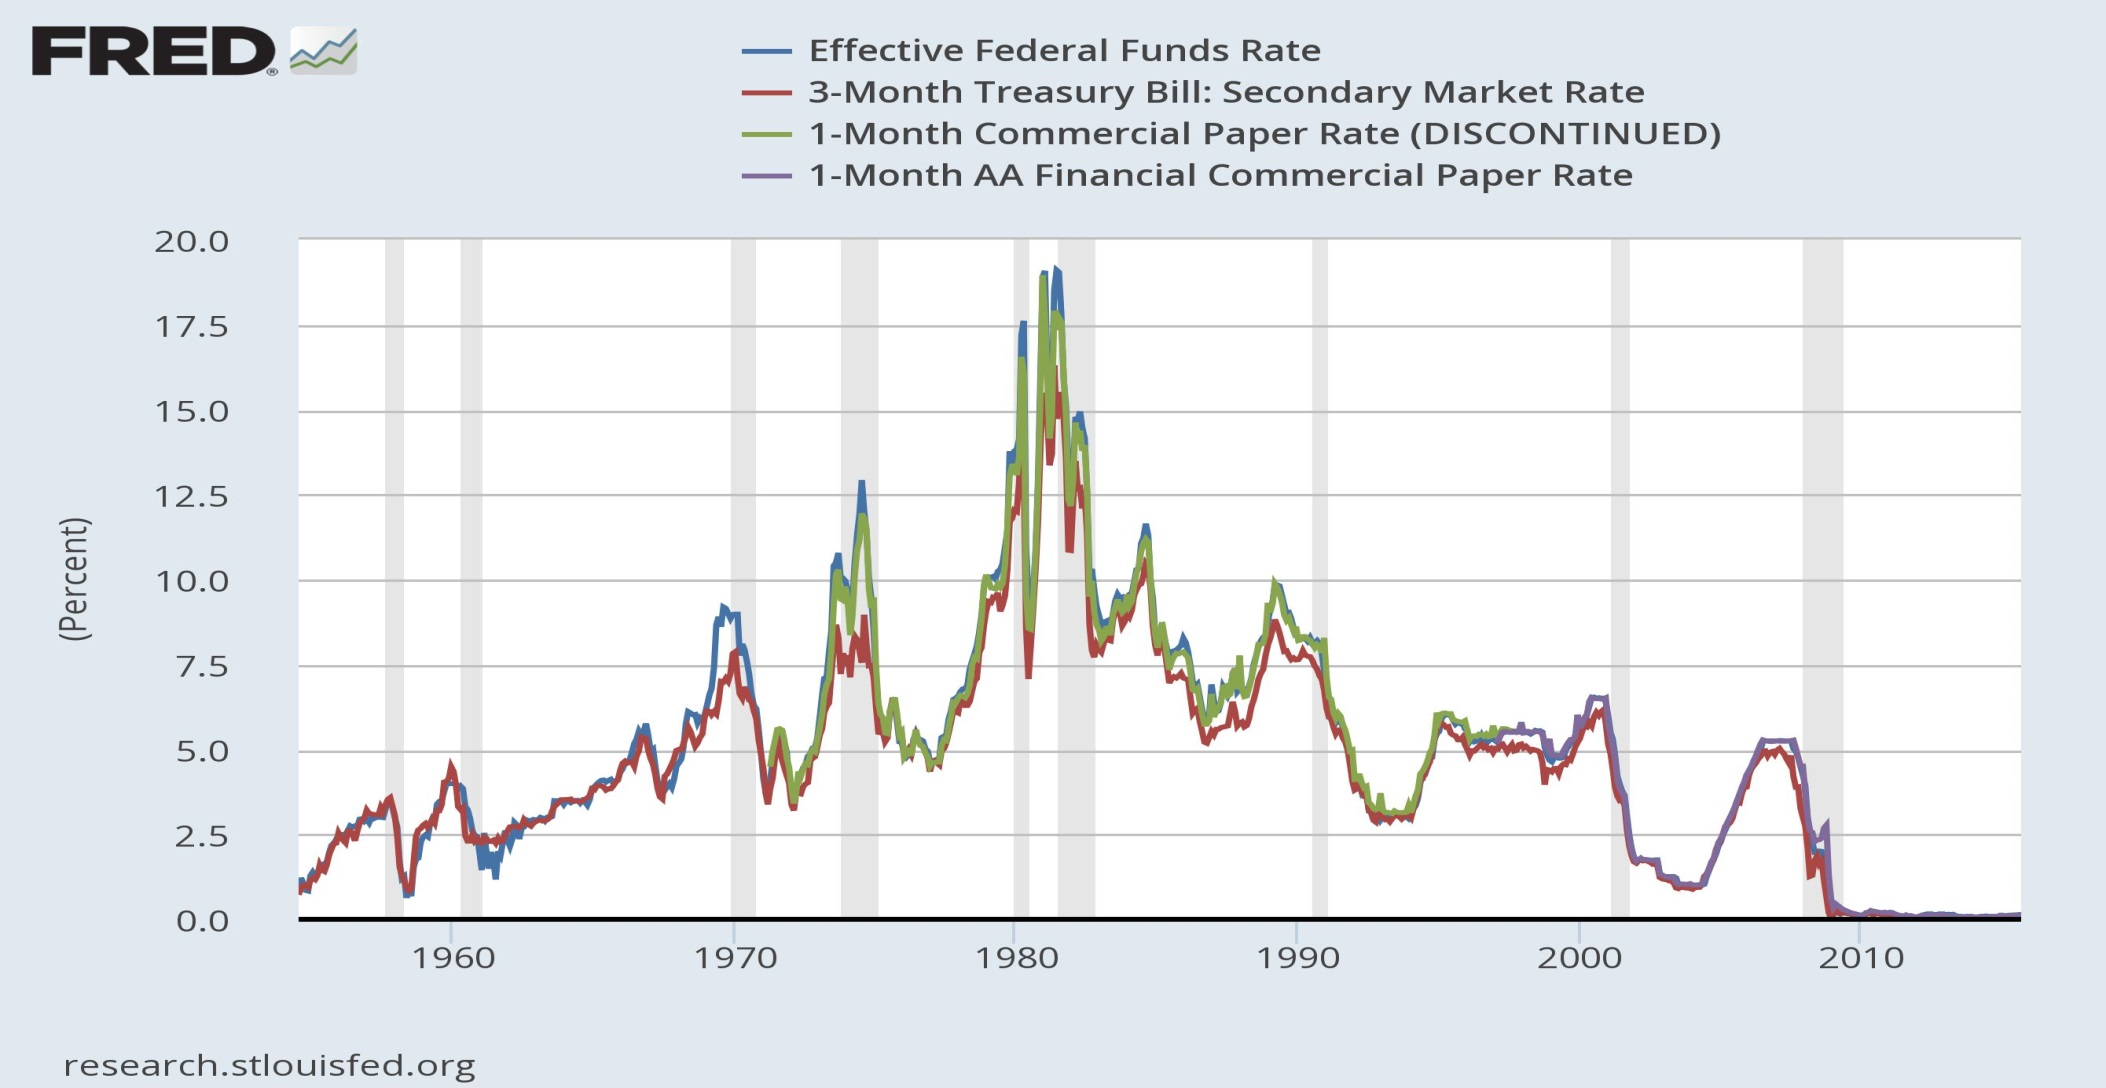 FRED®
Effective Federal Funds Rate
3-Month Treasury Bill: Secondary Market Rate
1-Month Commercial Paper Rate (DISCONTINUED)
1-Month AA Financial Commercial Paper Rate
20.0
17.5
15.0
12.5
10.0
7.5
5.0
2.5
0.0
(Percent)
1960 1970 1980 1990 2000 2010
research.stlouisfed.org